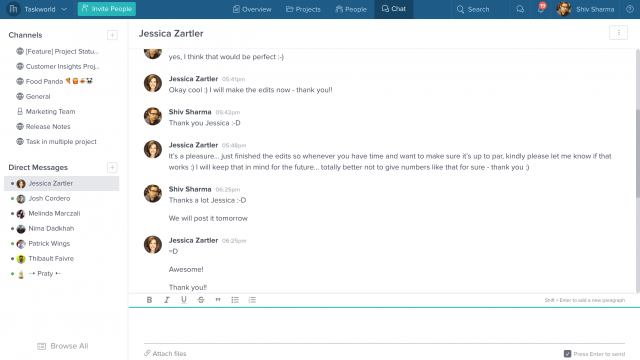 Taskworld
Invite People
Overview
Projects
People
Chat
Search
19
Shiv Sharma
Channels
[Feature] Project Statu...
Customer Insights Proj...
Food Panda
General
Marketing Team
Release Notes
Task in multiple project
Direct Messages
Jessica Zartler
Josh Cordero
Melinda Marczali
Nima Dadkhah
Patrick Wings
Thibault Faivre
⇢ Praty ⇠
Browse All
Jessica Zartler
yes, I think that would be perfect :-)
Jessica Zartler 05:41pm
Okay cool :) I will make the edits now - thank you!!
Shiv Sharma 05:42pm
Thank you Jessica :-D
Jessica Zartler 05:48pm
It's a pleasure... just finished the edits so whenever you have time and want to make sure it's up to par, kindly please let me know if that
works :) I will keep that in mind for the future... totally better not to give numbers like that for sure - thank you :)
Shiv Sharma 06:25pm
Thanks a lot Jessica :-D
We will post it tomorrow
Jessica Zartler 06:25pm
=D
Awesome!
Thank you!!
B I U S
Shift + Enter to add a new paragraph
Attach files
Press Enter to send